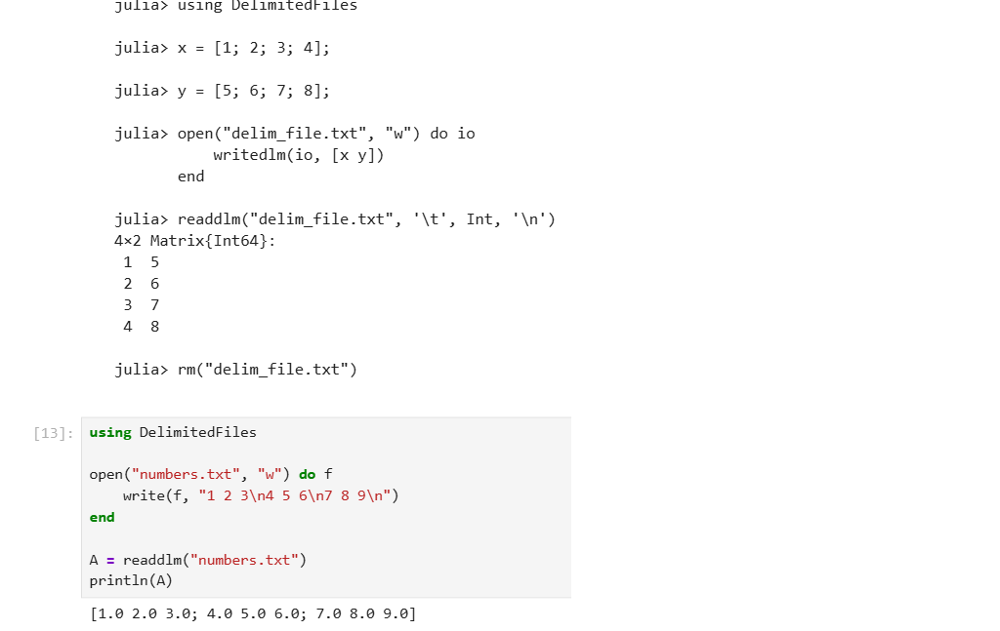 julia> using DelimitedFiles
julia> x = [1; 2; 3; 4];
julia> y = [5; 6; 7; 8];
julia> open("delim_file.txt", "w") do io
writedlm(io, [x y])
end
julia> readdlm("delim_file.txt", '\t', Int, '\n')
4×2 Matrix{Int64}:
1 5
2 6
3 7
4 8
julia> rm("delim_file.txt")
[13]: using DelimitedFiles
open("numbers.txt", "w") do f
write(f, "1 2 3\n4 5 6\n7 8 9\n")
end
A = readdlm("numbers.txt")
println(A)
[1.0 2.0 3.0; 4.0 5.0 6.0; 7.0 8.0 9.0]